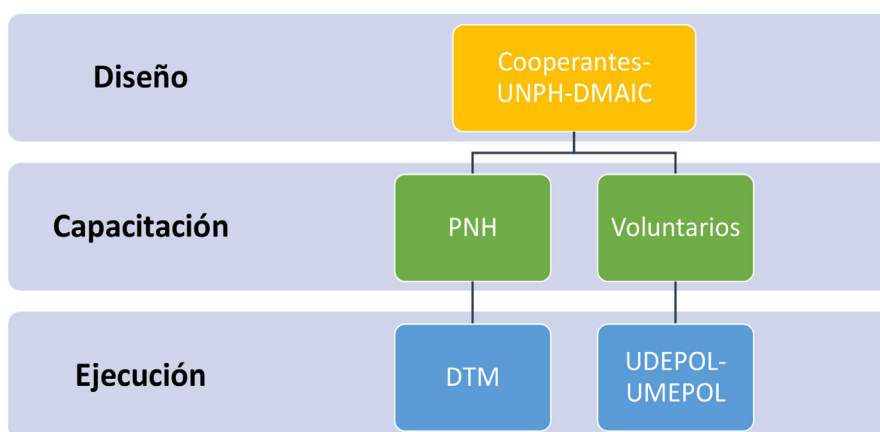 Diseño
Cooperantes-
UNPH-DMAIC
Capacitación
PNH
Voluntarios
Ejecución
DTM
UDEPOL-
UMEPOL